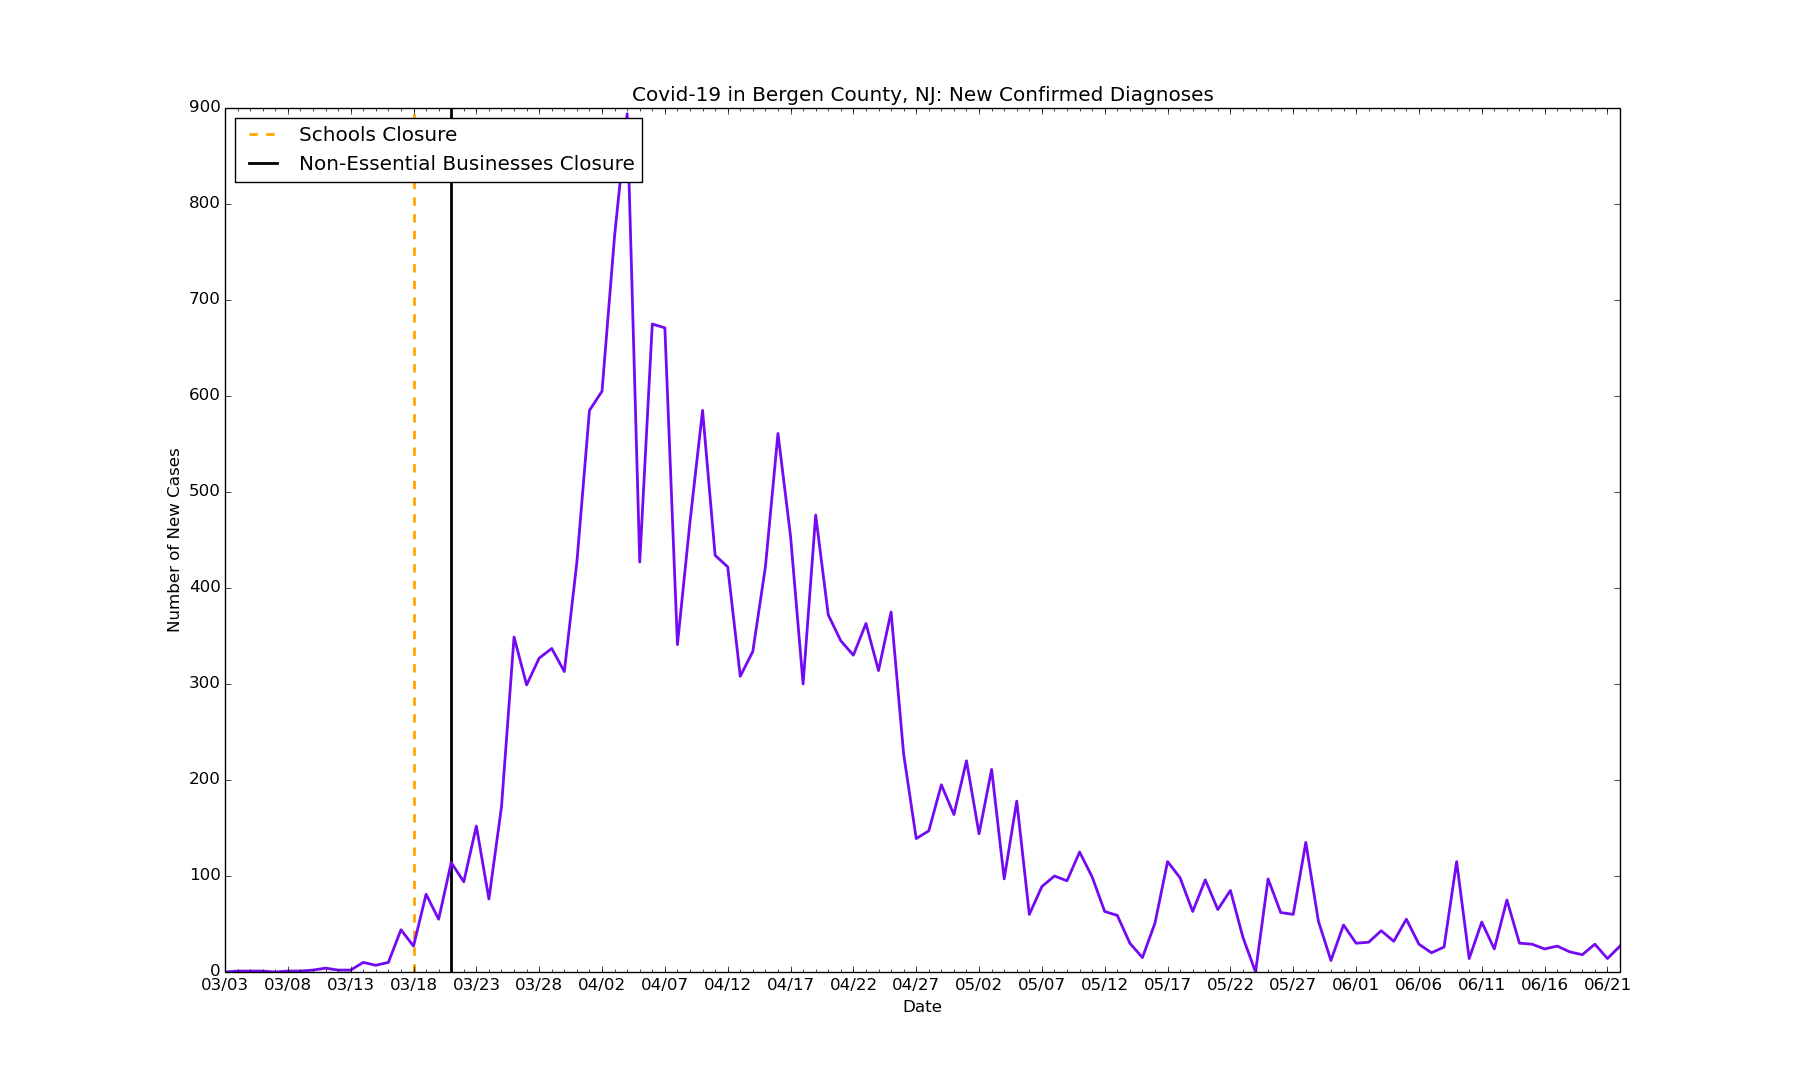 Covid-19 in Bergen County, NJ: New Confirmed Diagnoses
Schools Closure
Non-Essential Businesses Closure
900
800
700
600
500
400
300
200
100
0
Number of New Cases
03/03 03/08 03/13 03/18 03/23 03/28 04/02 04/07 04/12 04/17 04/22 04/27 05/02 05/07 05/12 05/17 05/22 05/27 06/01 06/06 06/11 06/16 06/21
Date